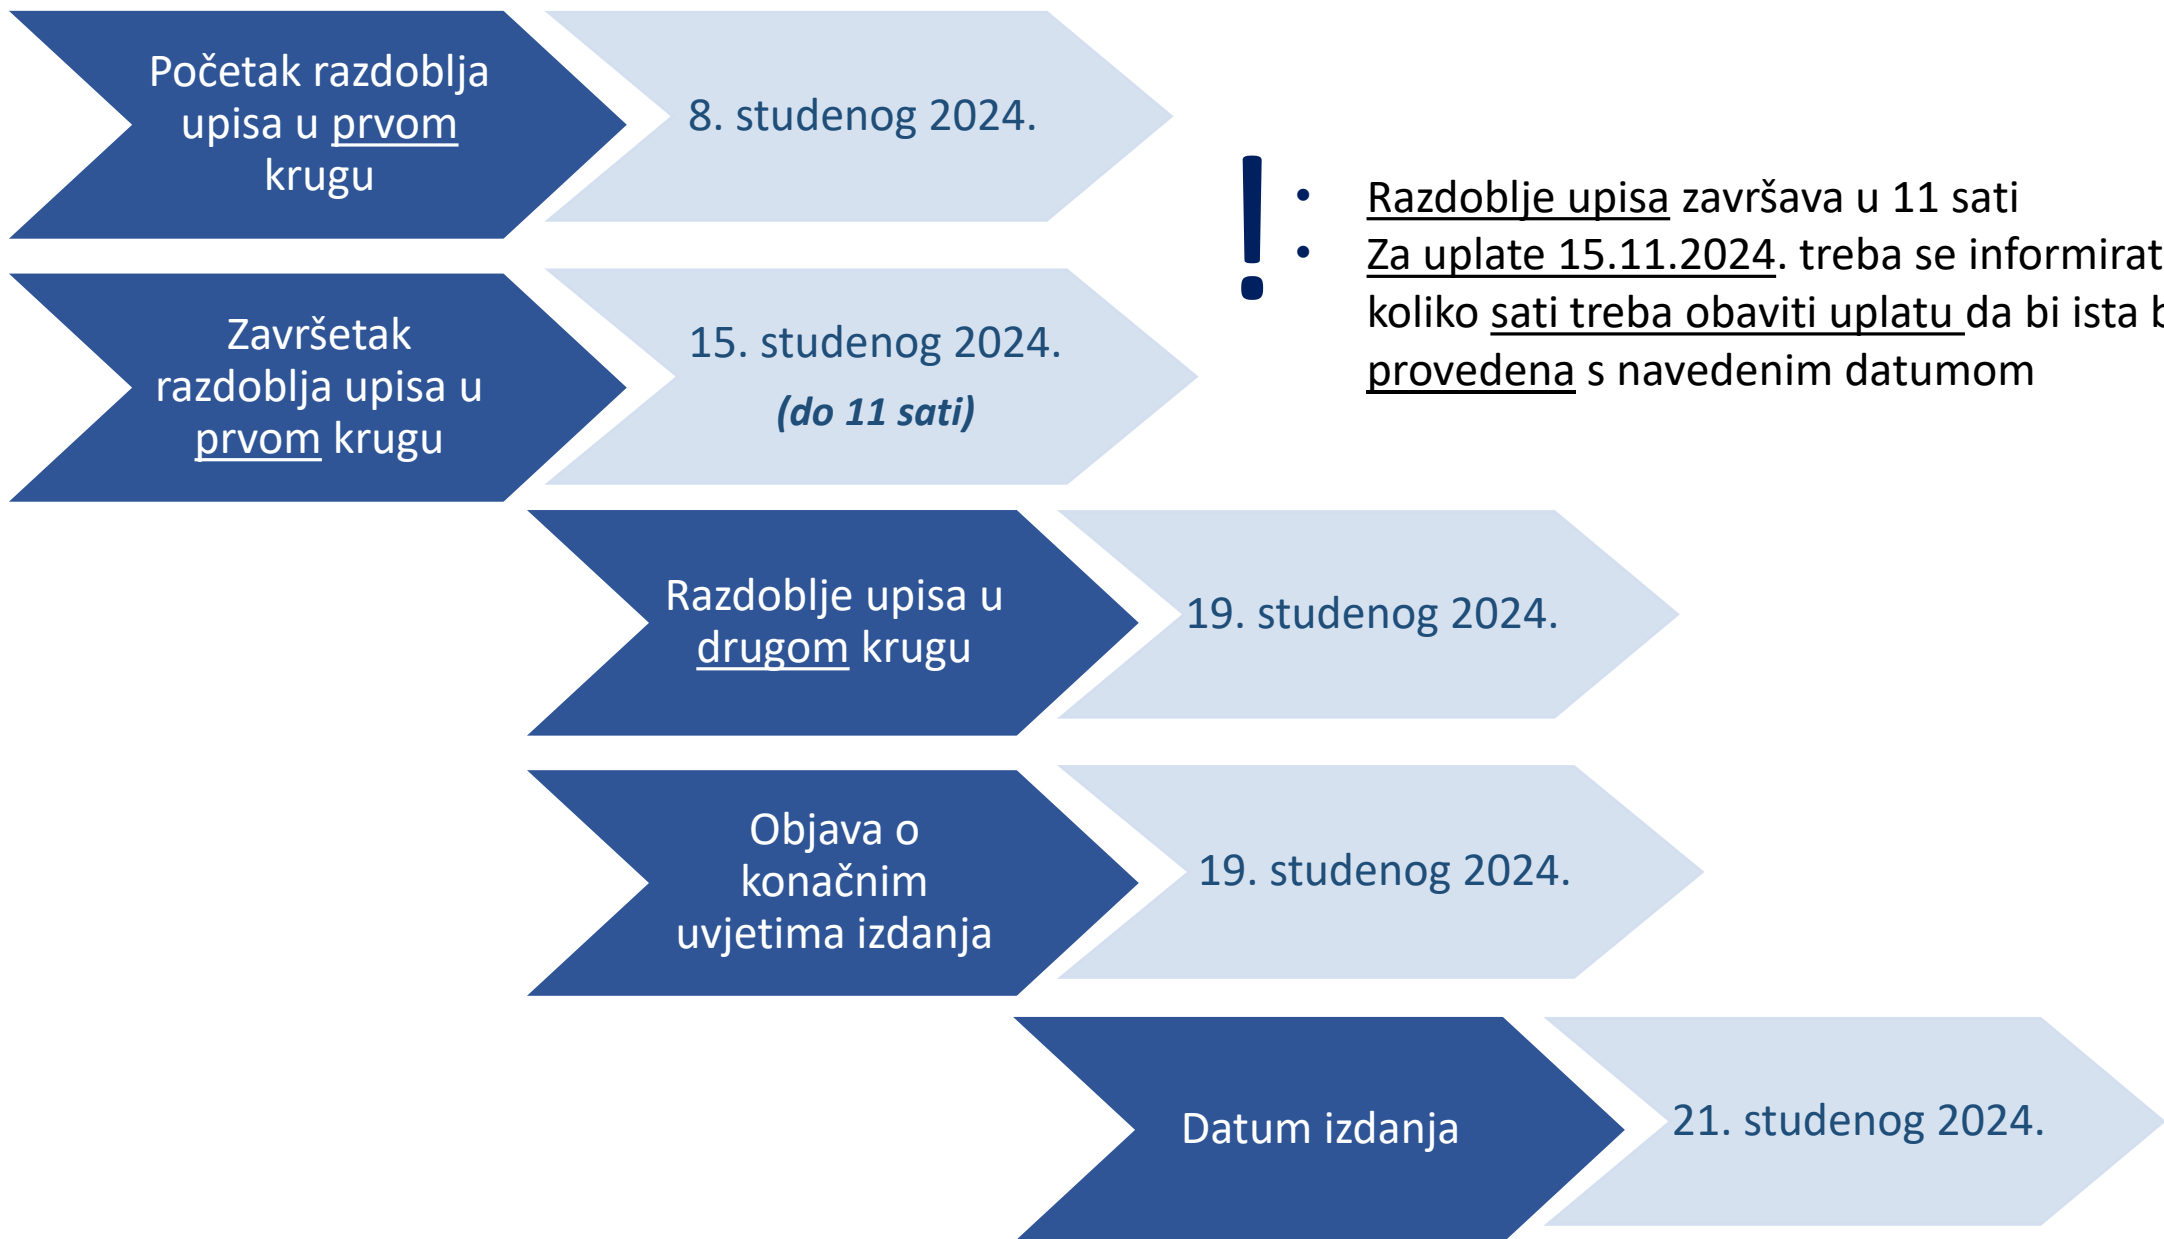 Početak razdoblja
upisa u prvom
krugu
8. studenog 2024.
Završetak
razdoblja upisa u
prvom krugu
15. studenog 2024.
(do 11 sati)
!
• Razdoblje upisa završava u 11 sati
• Za uplate 15.11.2024. treba se
koliko sati treba obaviti uplatu da bi ista
provedena s navedenim datumom
Razdoblje upisa u
drugom krugu
19. studenog 2024.
Objava o
konačnim
uvjetima izdanja
19. studenog 2024.
Datum izdanja
21. studenog 2024.